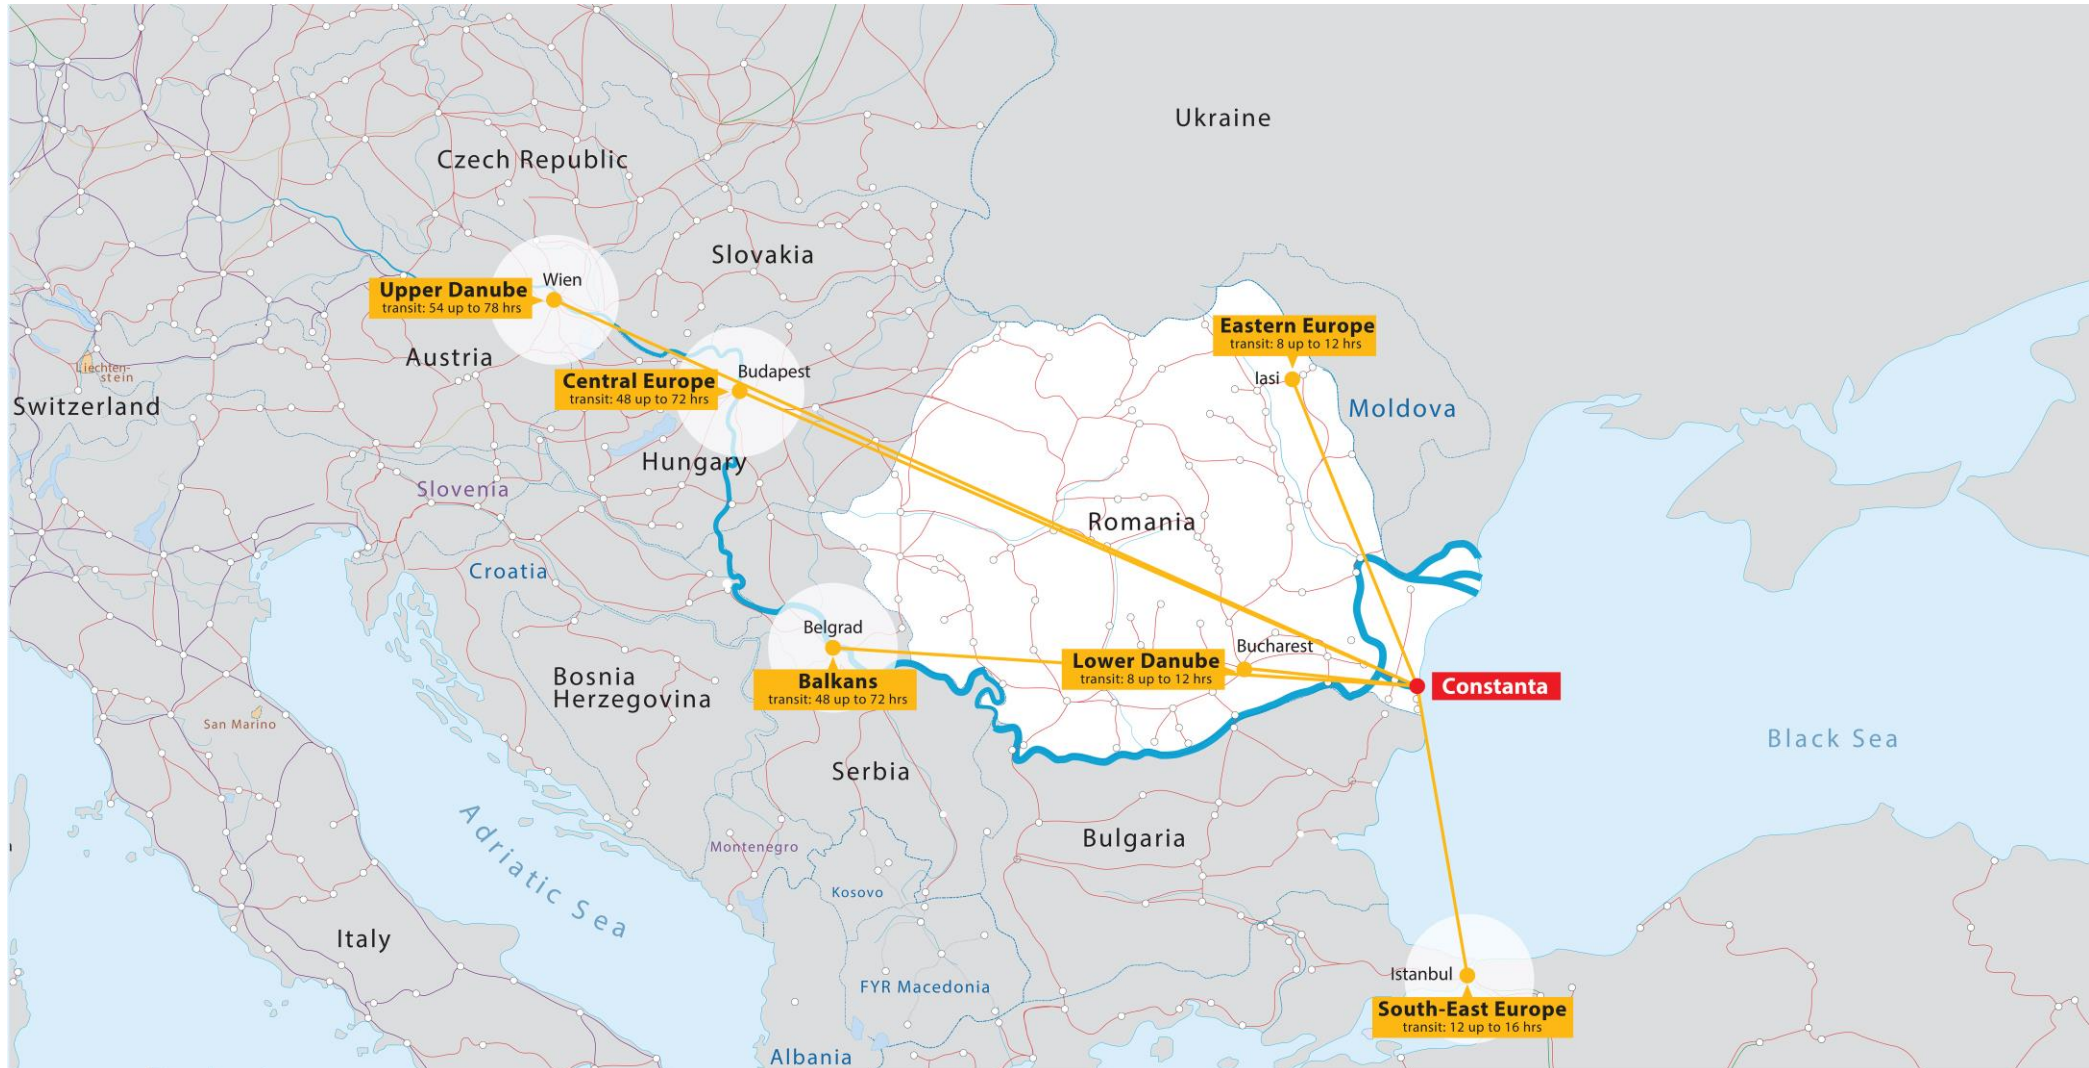 Ukraine
Czech Republic
Slovakia
Wien
Upper Danube
transit: 54 up to 78 hrs
Eastern Europe
transit: 8 up to 12 hrs
Austria
Liechten-
stein
Budapest
Central Europe
transit: 48 up to 72 hrs
Iasi
Switzerland
Moldova
Hungary
Slovenia
Romania
Croatia
Belgrad
Bucharest
Lower Danube
transit: 8 up to 12 hrs
Bosnia
Herzegovina
Balkans
transit: 48 up to 72 hrs
Constanta
San Marino
Black Sea
Serbia
Adriatic Sea
Bulgaria
Montenegro
Kosovo
Italy
Istanbul
FYR Macedonia
South-East Europe
transit: 12 up to 16 hrs
Albania